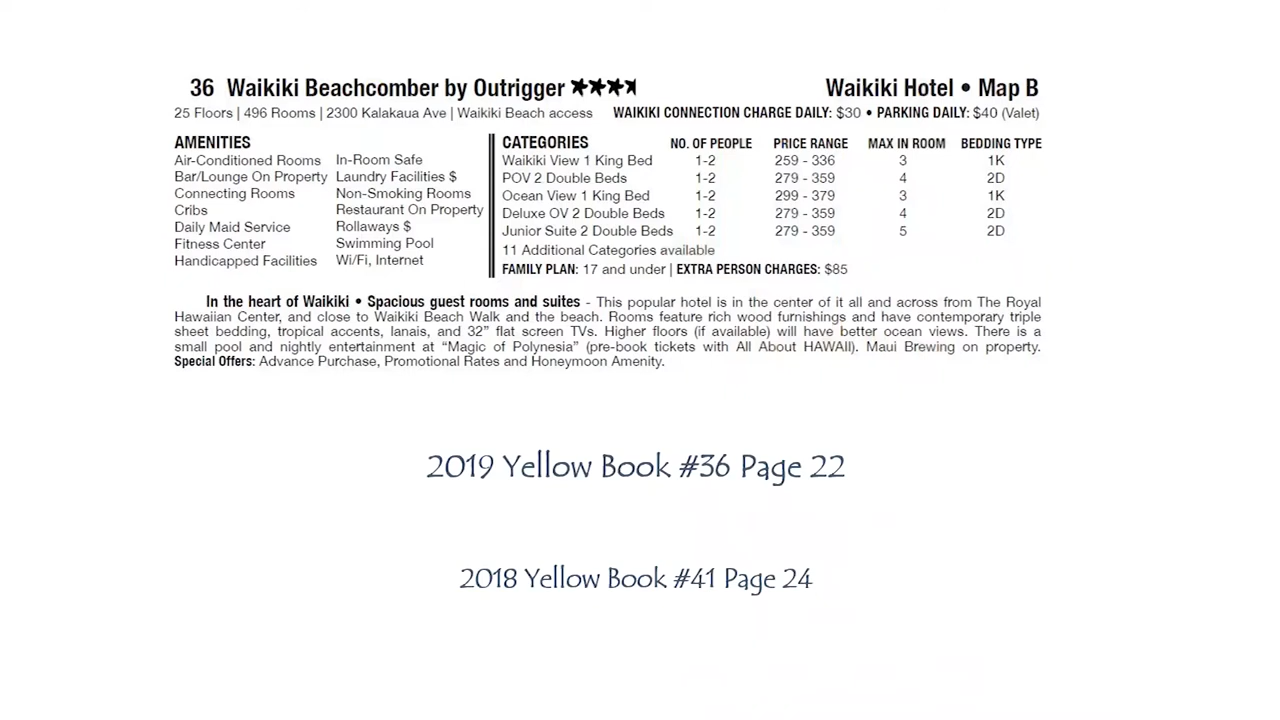 36 Waikiki Beachcomber by Outrigger ★★★⯨ Waikiki Hotel • Map B
25 Floors | 496 Rooms | 2300 Kalakaua Ave | Waikiki Beach access WAIKIKI CONNECTION CHARGE DAILY: $30 • PARKING DAILY: $40 (Valet)
AMENITIES
Air-Conditioned Rooms In-Room Safe
Bar/Lounge On Property Laundry Facilities $
Connecting Rooms Non-Smoking Rooms
Cribs Restaurant On Property
Daily Maid Service Rollaways $
Fitness Center Swimming Pool
Handicapped Facilities Wi/Fi, Internet
CATEGORIES NO. OF PEOPLE PRICE RANGE MAX IN ROOM BEDDING TYPE
Waikiki View 1 King Bed 1-2 259 - 336 3 1K
POV 2 Double Beds 1-2 279 - 359 4 2D
Ocean View 1 King Bed 1-2 299 - 379 3 1K
Deluxe OV 2 Double Beds 1-2 279 - 359 4 2D
Junior Suite 2 Double Beds 1-2 279 - 359 5 2D
11 Additional Categories available
FAMILY PLAN: 17 and under | EXTRA PERSON CHARGES: $85
In the heart of Waikiki • Spacious guest rooms and suites - This popular hotel is in the center of it all and across from The Royal
Hawaiian Center, and close to Waikiki Beach Walk and the beach. Rooms feature rich wood furnishings and have contemporary triple
sheet bedding, tropical accents, lanais, and 32" flat screen TVs. Higher floors (if available) will have better ocean views. There is a
small pool and nightly entertainment at "Magic of Polynesia" (pre-book tickets with All About HAWAII). Maui Brewing on property.
Special Offers: Advance Purchase, Promotional Rates and Honeymoon Amenity.
2019 Yellow Book #36 Page 22
2018 Yellow Book #41 Page 24